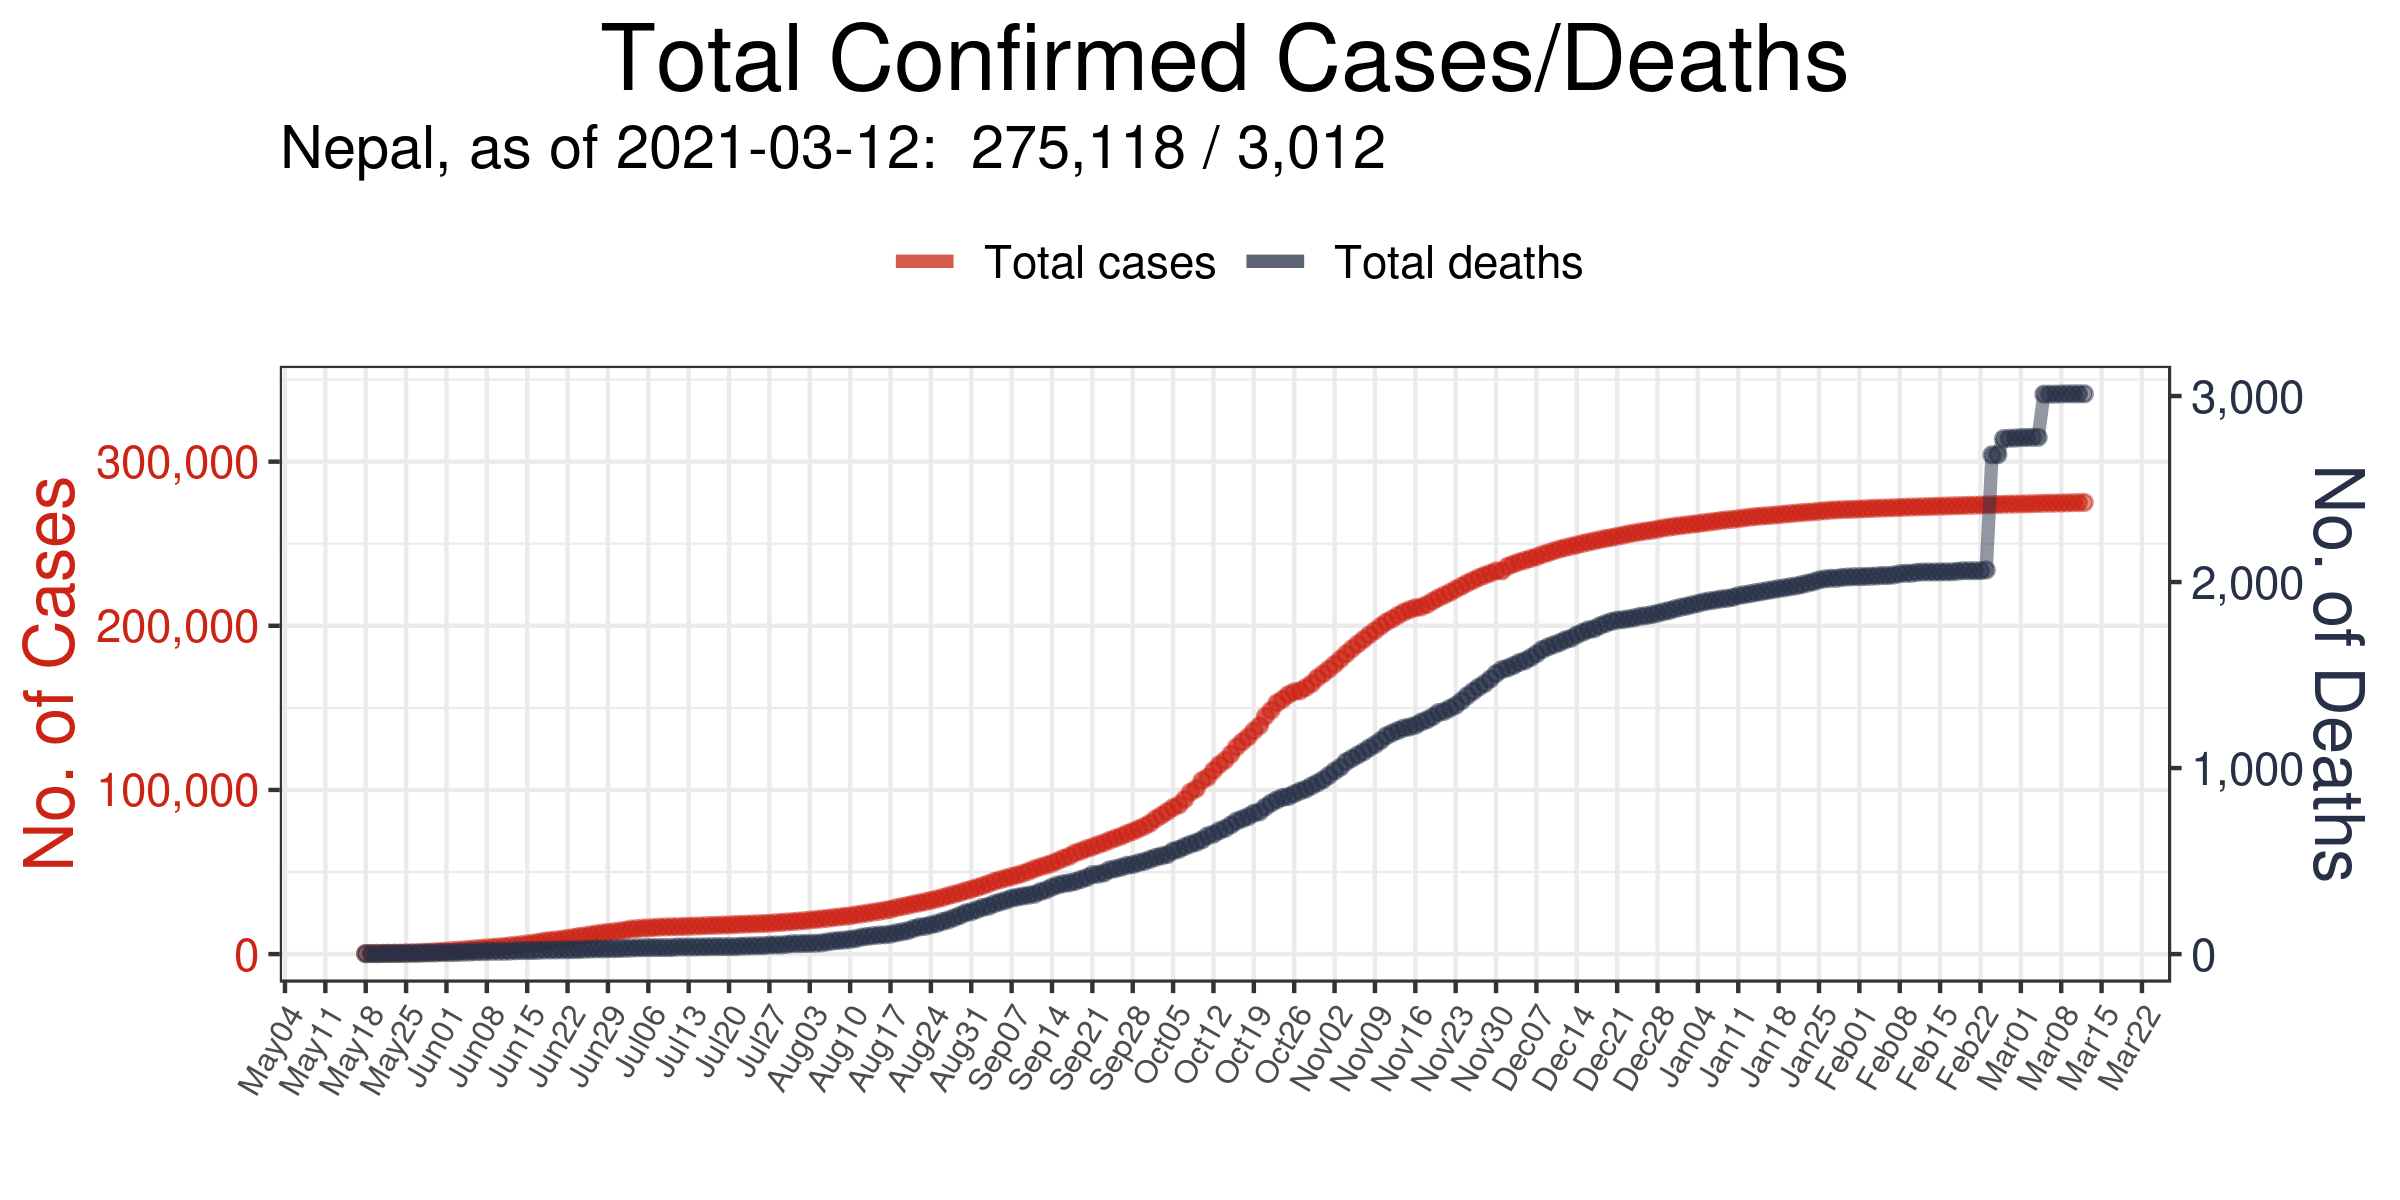 Total Confirmed Cases/Deaths
Nepal, as of 2021-03-12:  275,118 / 3,012
Total cases
Total deaths
No. of Cases
300,000
200,000
100,000
0
3,000
2,000
1,000
0
No. of Deaths
May04
May11
May18
May25
Jun01
Jun08
Jun15
Jun22
Jun29
Jul06
Jul13
Jul20
Jul27
Aug03
Aug10
Aug17
Aug24
Aug31
Sep07
Sep14
Sep21
Sep28
Oct05
Oct12
Oct19
Oct26
Nov02
Nov09
Nov16
Nov23
Nov30
Dec07
Dec14
Dec21
Dec28
Jan04
Jan11
Jan18
Jan25
Feb01
Feb08
Feb15
Feb22
Mar01
Mar08
Mar15
Mar22